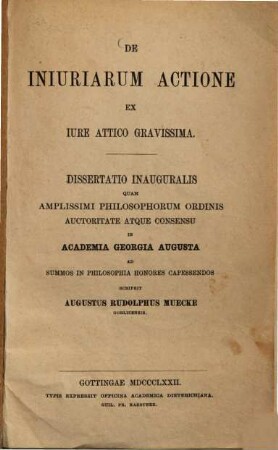 DE
INIURIARUM ACTIONE
EX
IURE ATTICO GRAVISSIMA.
DISSERTATIO INAUGURALIS
QUAM
AMPLISSIMI PHILOSOPHORUM ORDINIS
AUCTORITATE ATQUE CONSENSU
IN
ACADEMIA GEORGIA AUGUSTA
AD
SUMMOS IN PHILOSOPHIA HONORES CAPESSENDOS
SCRIPSIT
AUGUSTUS RUDOLPHUS MUECKE
GORLICENSIS.
GOTTINGAE MDCCCLXXII.
TYPIS EXPRESSIT OFFICINA ACADEMICA DIETERICHIANA.
GUIL. FR. KAESTNER.